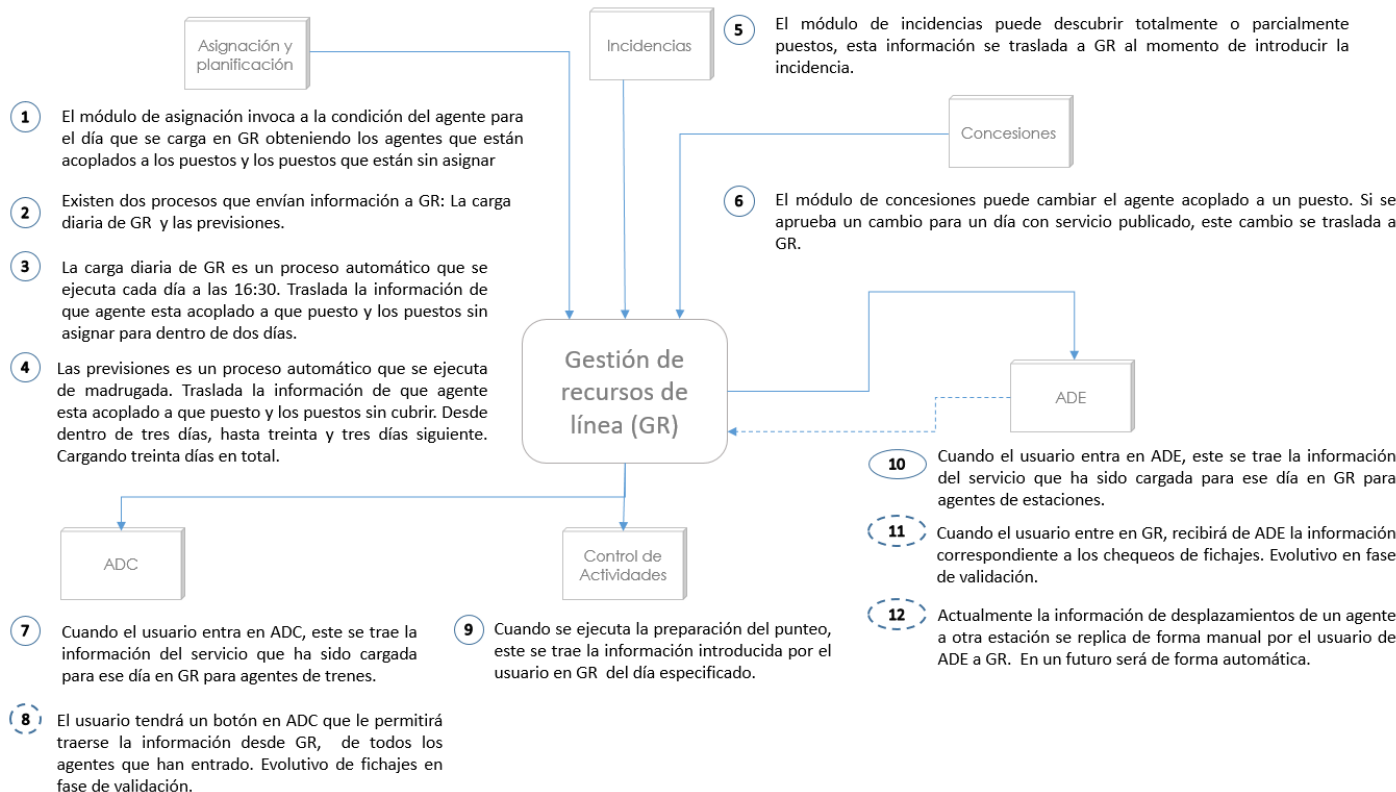 Asignación y
planificación
Incidencias
5
El módulo de incidencias puede descubrir totalmente o parcialmente
puestos, esta información se traslada a GR al momento de introducir la
incidencia.
1
El módulo de asignación invoca a la condición del agente para
el día que se carga en GR obteniendo los agentes que están
acoplados a los puestos y los puestos que están sin asignar
Concesiones
2
Existen dos procesos que envían información a GR: La carga
diaria de GR y las previsiones.
6
El módulo de concesiones puede cambiar el agente acoplado a un puesto. Si se
aprueba un cambio para un día con servicio publicado, este cambio se traslada a
GR.
3
La carga diaria de GR es un proceso automático que se
ejecuta cada día a las 16:30. Traslada la información de
que agente esta acoplado a que puesto y los puestos sin
asignar para dentro de dos días.
4
Las previsiones es un proceso automático que se ejecuta
de madrugada. Traslada la información de que agente
esta acoplado a que puesto y los puestos sin cubrir. Desde
dentro de tres días, hasta treinta y tres días siguiente.
Cargando treinta días en total.
Gestión de
recursos de
línea (GR)
ADE
10
Cuando el usuario entra en ADE, este se trae la información
del servicio que ha sido cargada para ese día en GR para
agentes de estaciones.
11
Cuando el usuario entre en GR, recibirá de ADE la información
correspondiente a los chequeos de fichajes. Evolutivo en fase
de validación.
12
Actualmente la información de desplazamientos de un agente
a otra estación se replica de forma manual por el usuario de
ADE a GR. En un futuro será de forma automática.
ADC
Control de
Actividades
7
Cuando el usuario entra en ADC, este se trae la
información del servicio que ha sido cargada
para ese día en GR para agentes de trenes.
9
Cuando se ejecuta la preparación del punteo,
este se trae la información introducida por el
usuario en GR del día especificado.
8
El usuario tendrá un botón en ADC que le permitirá
traerse la información desde GR, de todos los
agentes que han entrado. Evolutivo de fichajes en
fase de validación.